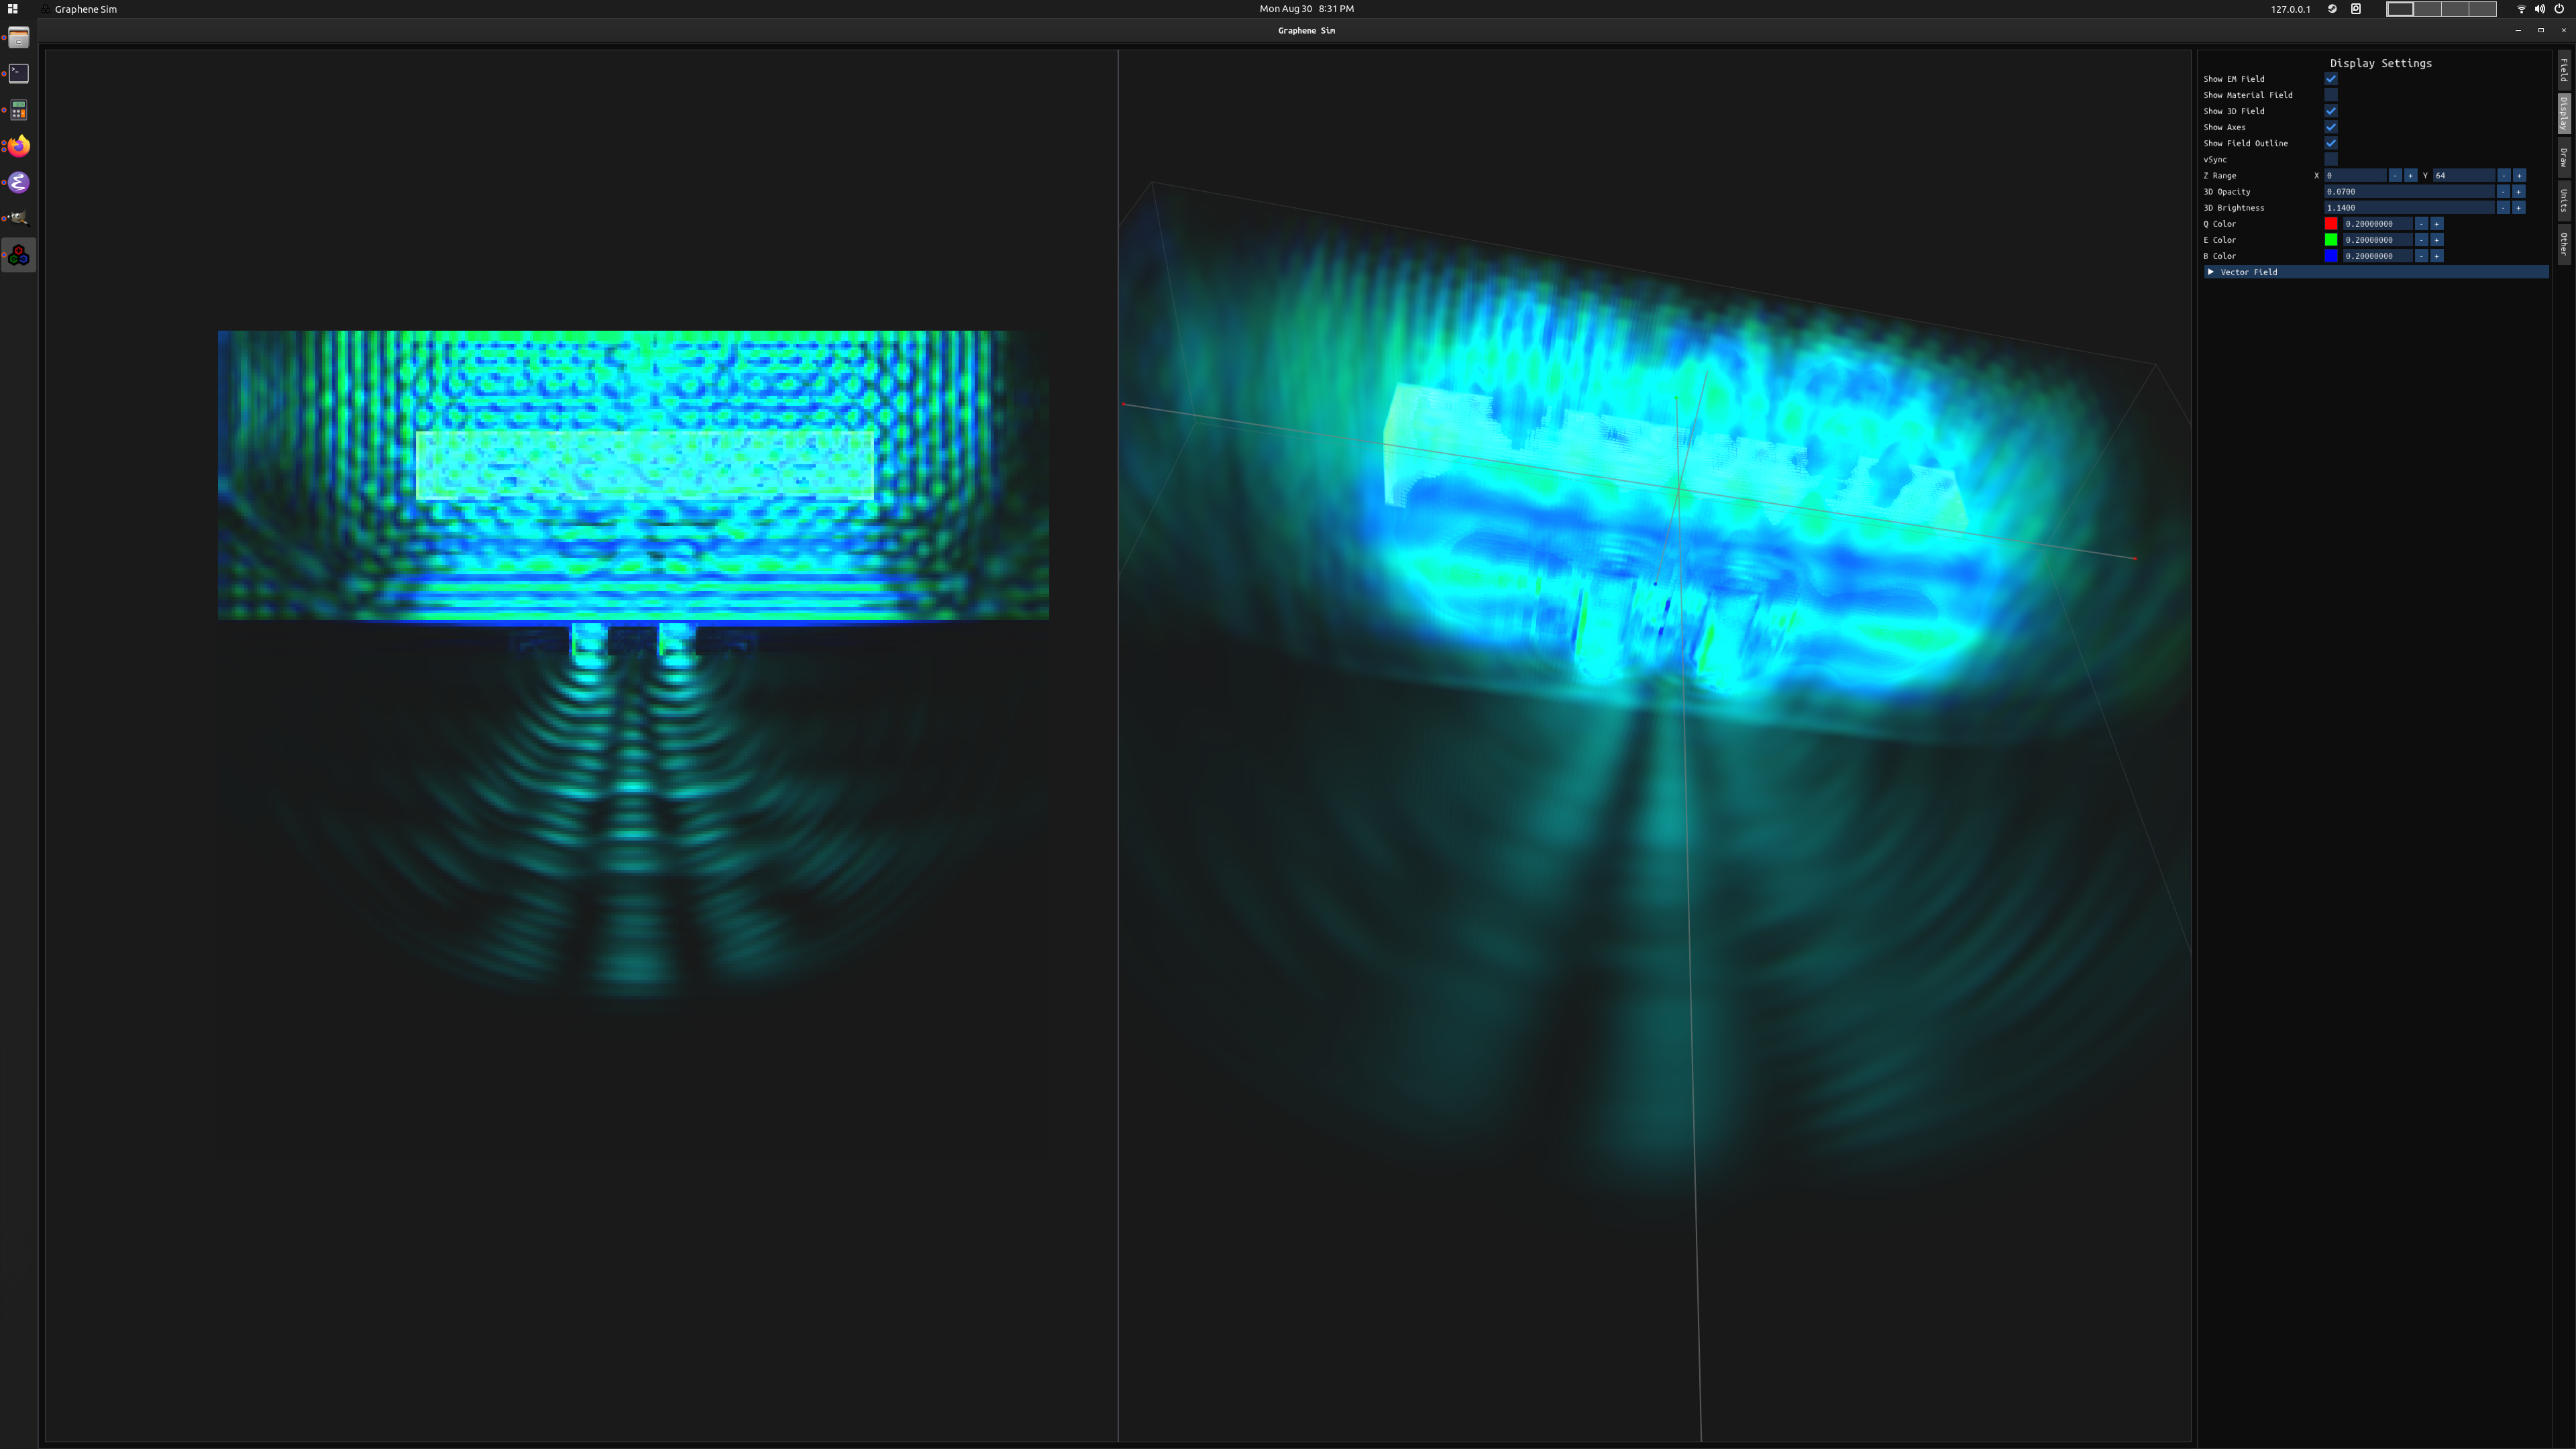 Graphene Sim
Mon Aug 30 8:31 PM
127.0.0.1
Graphene Sim
Display Settings
Show EM Field
Show Material Field
Show 3D Field
Show Axes
Show Field Outline
vSync
Z Range X 0 - + Y 64 - +
3D Opacity 0.0700 - +
3D Brightness 1.1400 - +
Q Color 0.20000000 - +
E Color 0.20000000 - +
B Color 0.20000000 - +
Vector Field
Field
Display
Draw
Units
Other